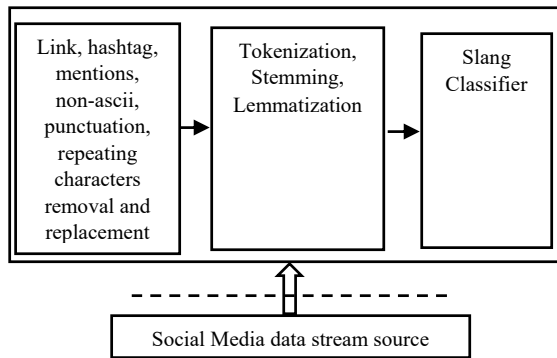 Link, hashtag,
mentions,
non-ascii,
punctuation,
repeating
characters
removal and
replacement
Tokenization,
Stemming,
Lemmatization
Slang
Classifier
Social Media data stream source